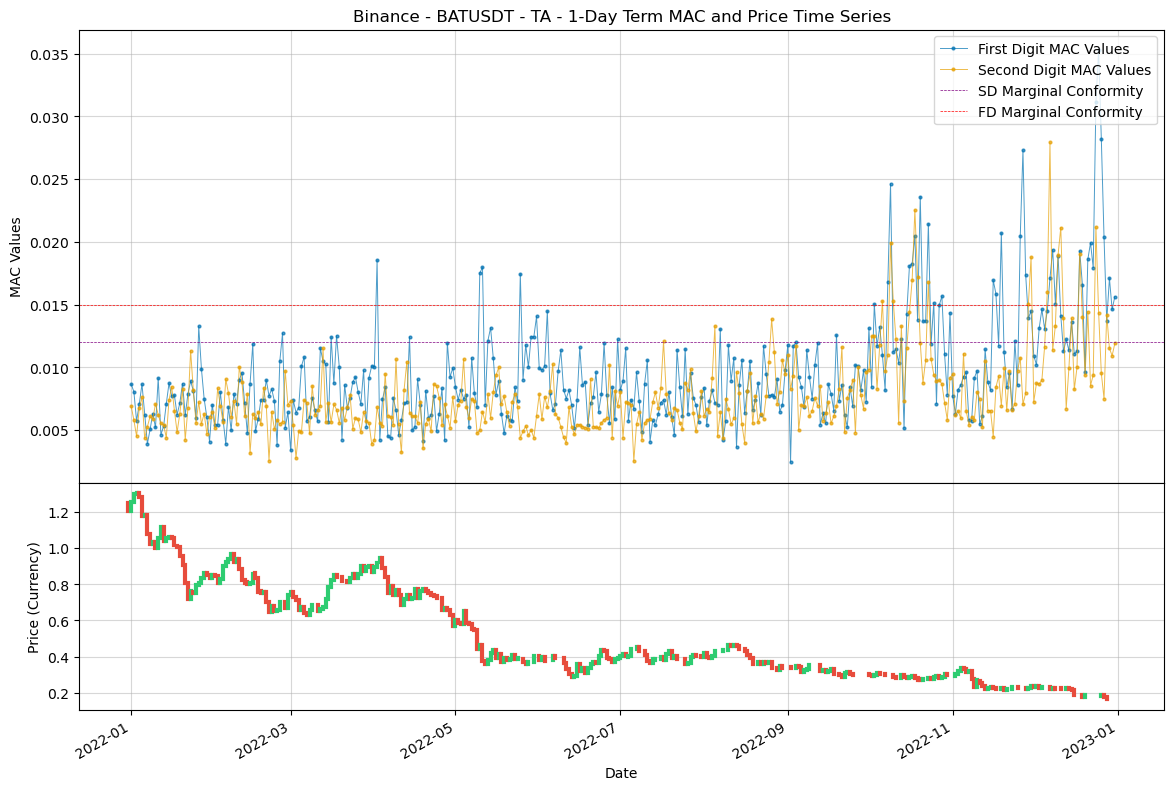 Binance - BATUSDT - TA - 1-Day Term MAC and Price Time Series
First Digit MAC Values
Second Digit MAC Values
SD Marginal Conformity
FD Marginal Conformity
MAC Values
0.035
0.030
0.025
0.020
0.015
0.010
0.005
Price (Currency)
1.2
1.0
0.8
0.6
0.4
0.2
2022-01
2022-03
2022-05
2022-07
2022-09
2022-11
2023-01
Date